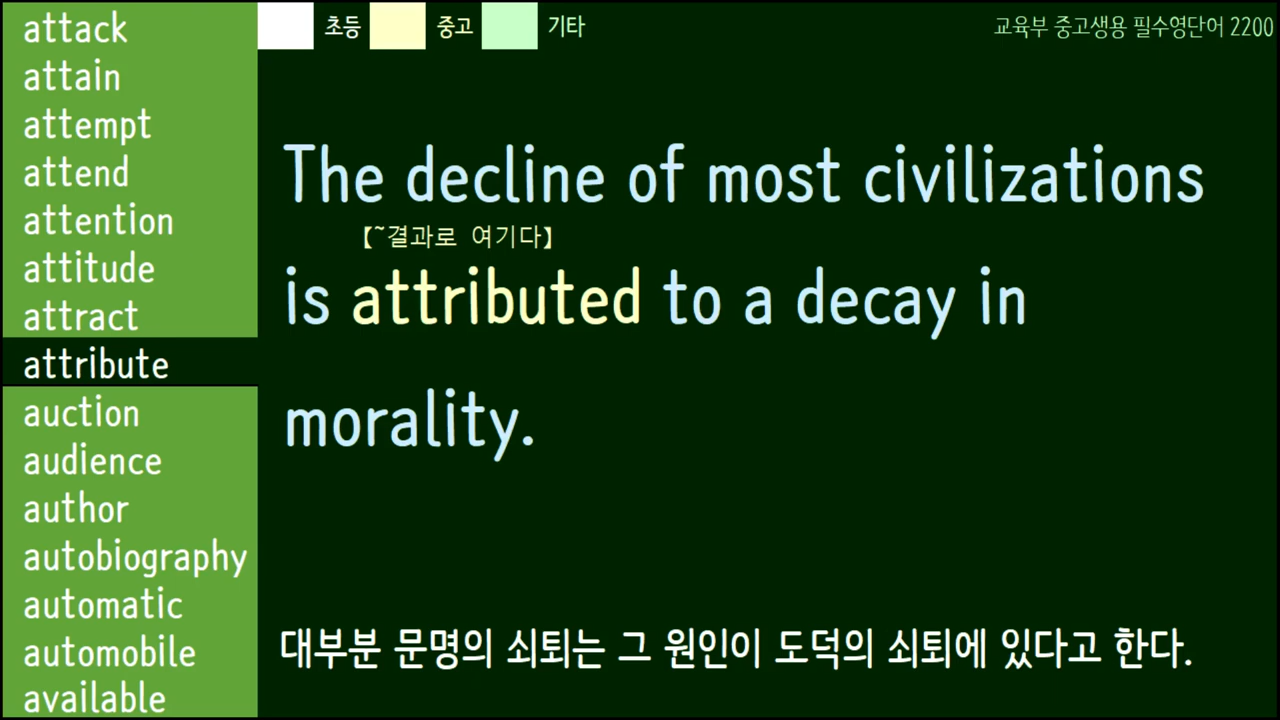 attack
attain
attempt
attend
attention
attitude
attract
attribute
auction
audience
author
autobiography
automatic
automobile
available
초등 중고 기타
교육부 중고생용 필수영단어 2200
The decline of most civilizations
【~결과로 여기다】
is attributed to a decay in
morality.
대부분 문명의 쇠퇴는 그 원인이 도덕의 쇠퇴에 있다고 한다.